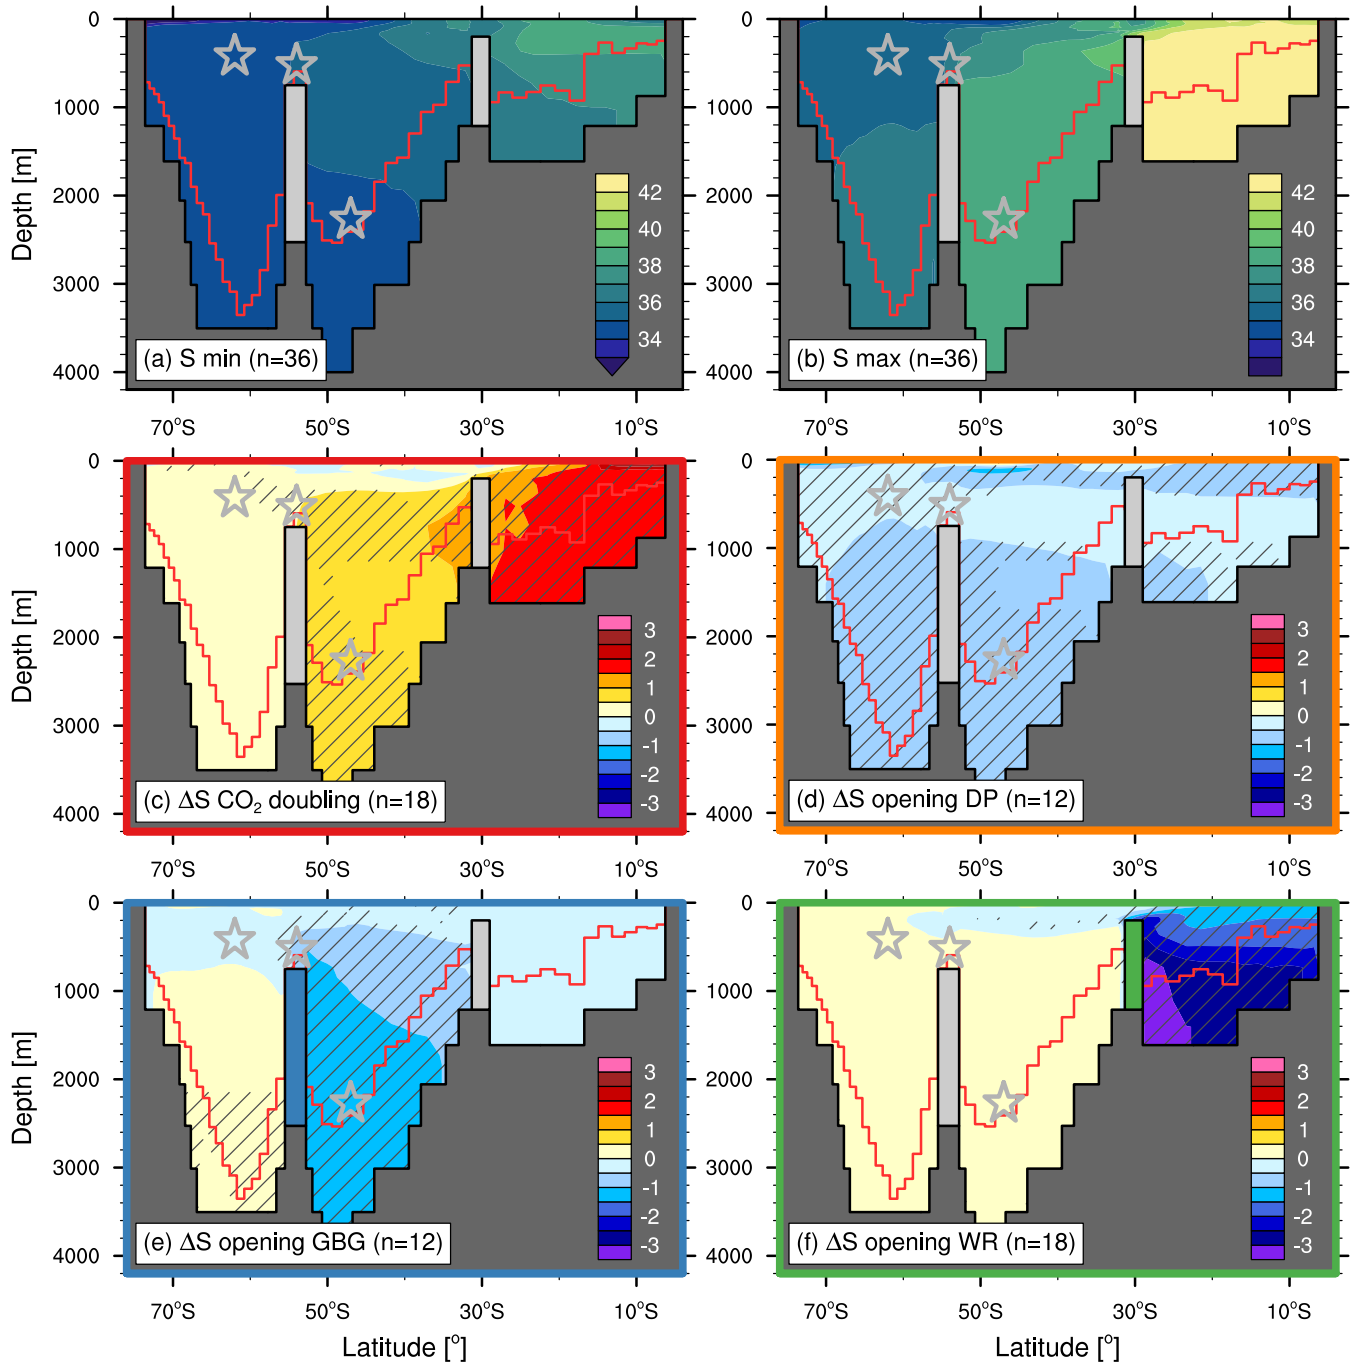 0
1000
2000
3000
4000
Depth [m]
42
40
38
36
34
(a) S min (n=36)
70°S
50°S
30°S
10°S
0
1000
2000
3000
4000
Depth [m]
42
40
38
36
34
(b) S max (n=36)
70°S
50°S
30°S
10°S
0
1000
2000
3000
4000
Depth [m]
3
2
1
0
-1
-2
-3
(c) ΔS CO₂ doubling (n=18)
70°S
50°S
30°S
10°S
0
1000
2000
3000
4000
3
2
1
0
-1
-2
-3
(d) ΔS opening DP (n=12)
70°S
50°S
30°S
10°S
0
1000
2000
3000
4000
Depth [m]
3
2
1
0
-1
-2
-3
(e) ΔS opening GBG (n=12)
70°S
50°S
30°S
10°S
Latitude [°]
0
1000
2000
3000
4000
3
2
1
0
-1
-2
-3
(f) ΔS opening WR (n=18)
70°S
50°S
30°S
10°S
Latitude [°]